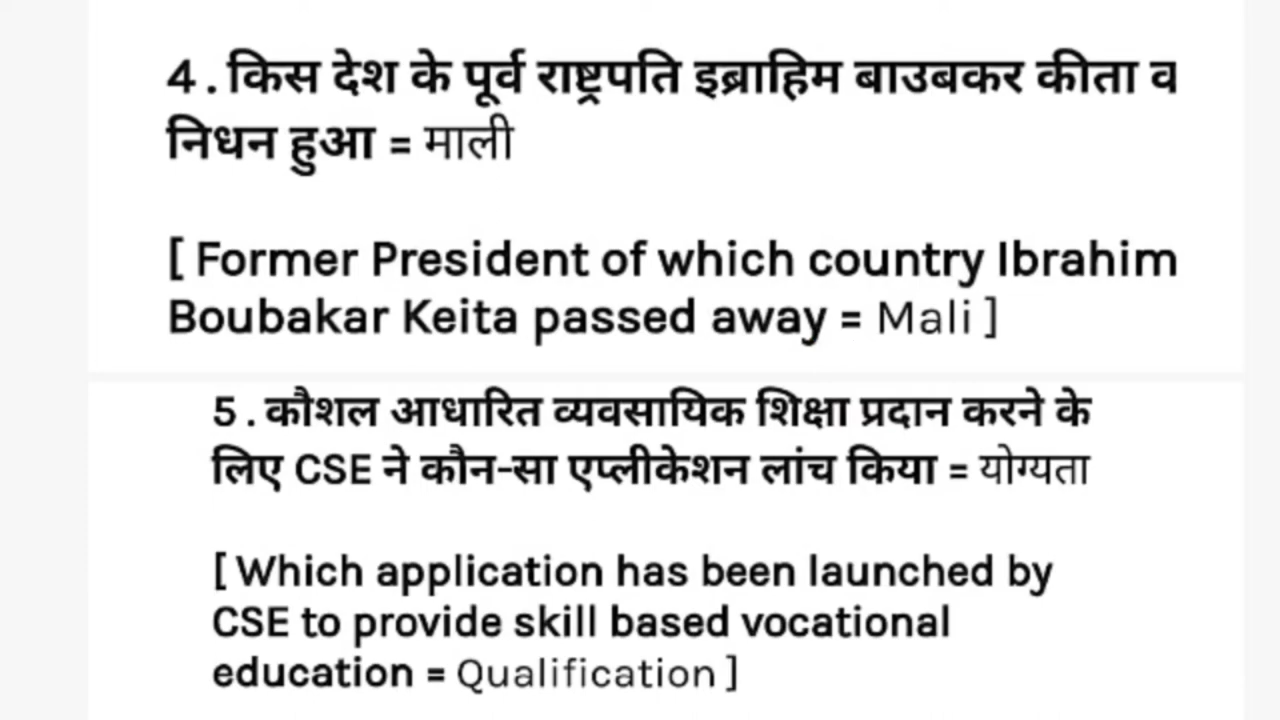 4 . किस देश के पूर्व राष्ट्रपति इब्राहिम बाउबकर कीता व
निधन हुआ = माली
[ Former President of which country Ibrahim
Boubakar Keita passed away = Mali ]
5 . कौशल आधारित व्यवसायिक शिक्षा प्रदान करने के
लिए CSE ने कौन-सा एप्लीकेशन लांच किया = योग्यता
[ Which application has been launched by
CSE to provide skill based vocational
education = Qualification ]